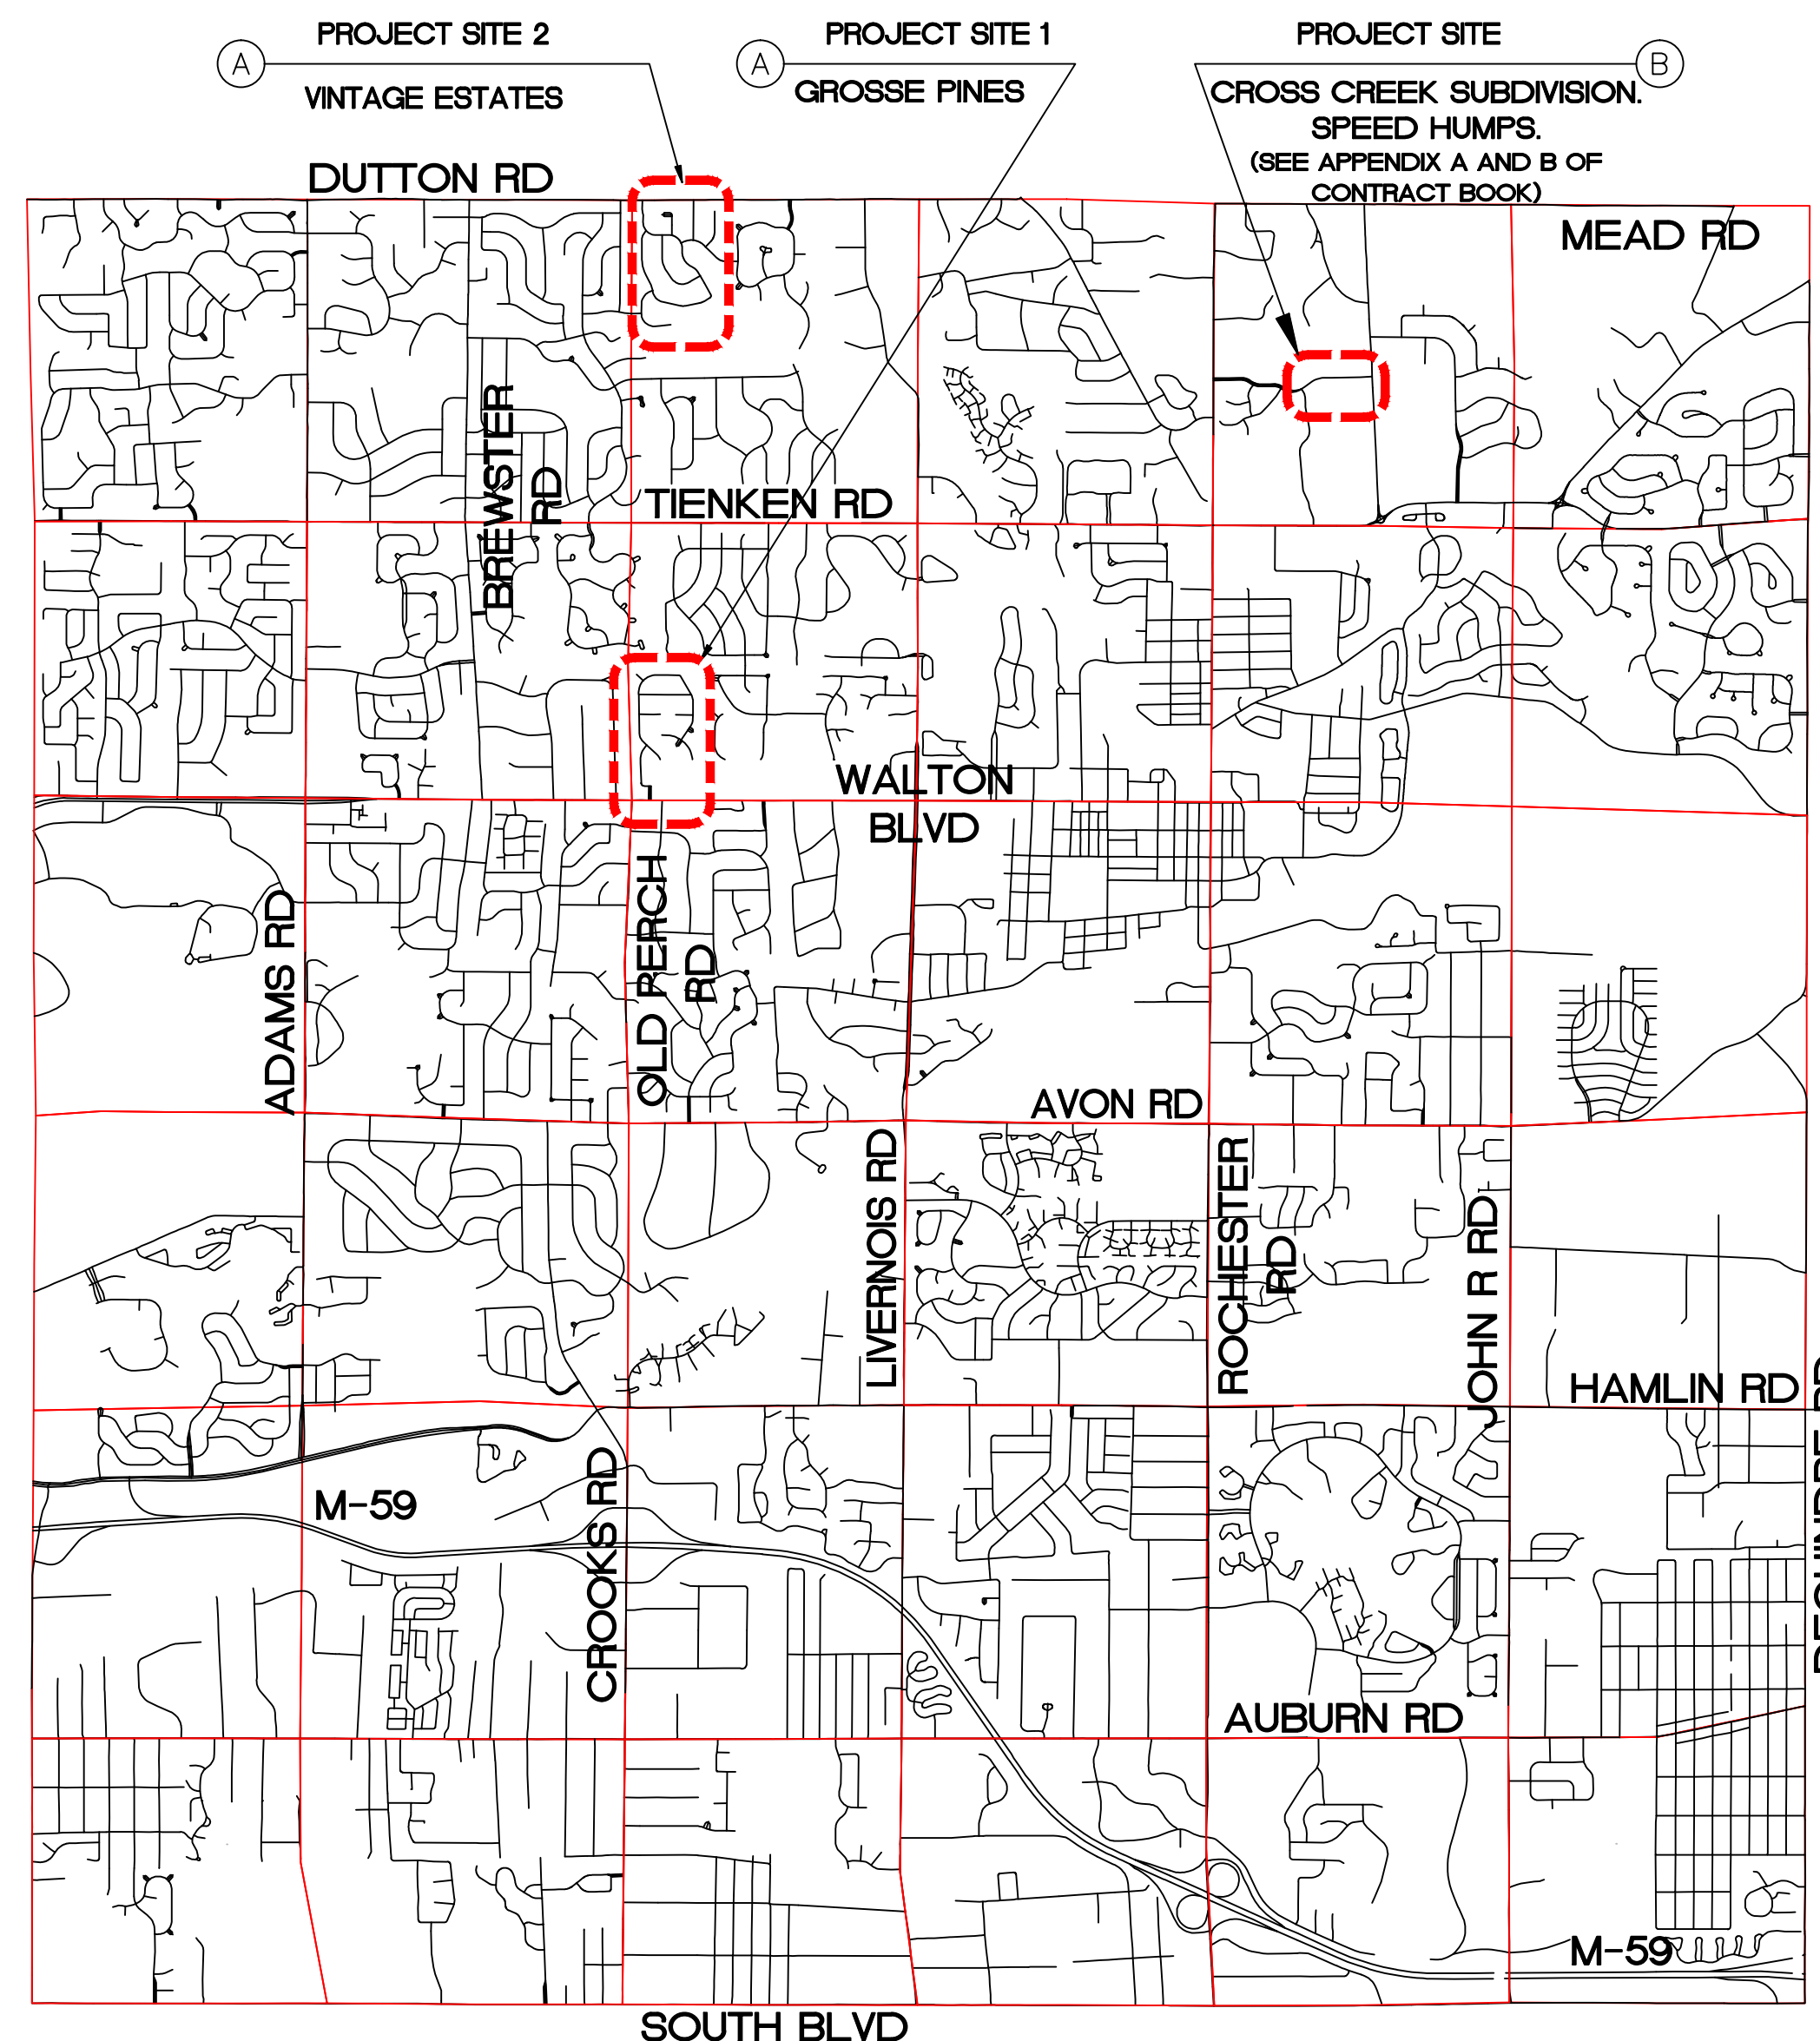 PROJECT SITE 2
A
VINTAGE ESTATES
PROJECT SITE 1
A
GROSSE PINES
PROJECT SITE
B
CROSS CREEK SUBDIVISION.
SPEED HUMPS.
(SEE APPENDIX A AND B OF
CONTRACT BOOK)
DUTTON RD
MEAD RD
BREWSTER
RD
TIENKEN RD
WALTON
BLVD
ADAMS RD
OLD PERCH
RD
AVON RD
LIVERNOIS RD
ROCHESTER
RD
JOHN R RD
HAMLIN RD
M-59
CROOKS RD
AUBURN RD
M-59
SOUTH BLVD